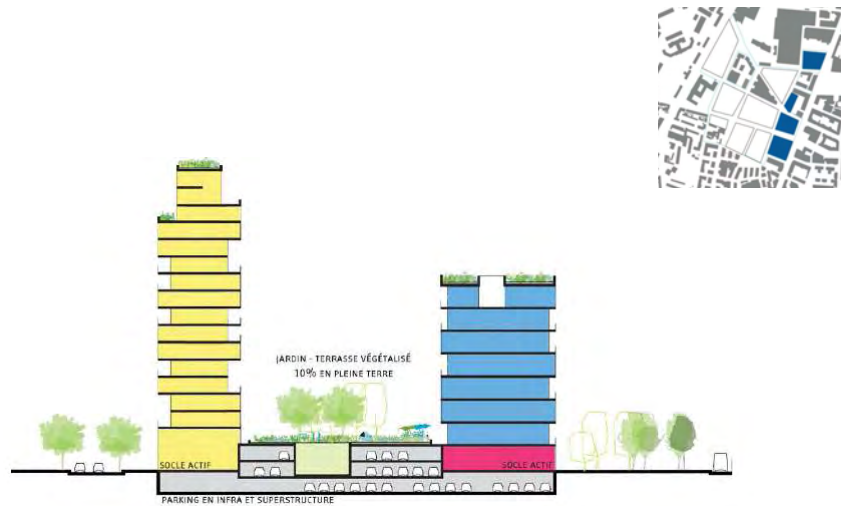 JARDIN - TERRASSE VÉGÉTALISÉ
10% EN PLEINE TERRE
SOCLE ACTIF
SOCLE ACTIF
PARKING EN INFRA ET SUPERSTRUCTURE